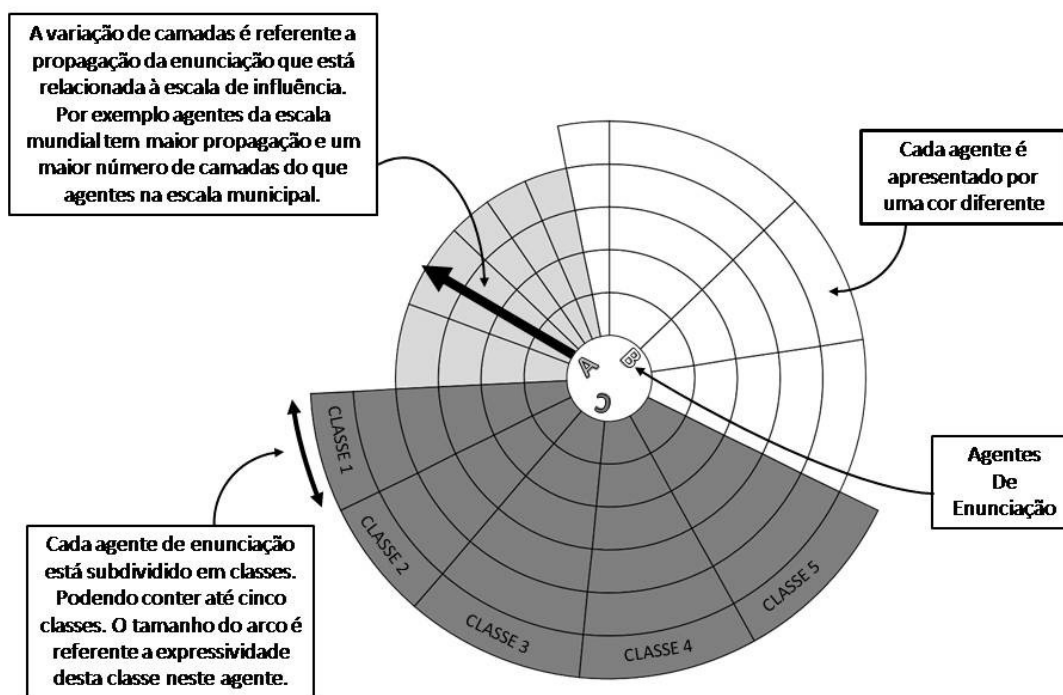 A variação de camadas é referente a
propagação da enunciação que está
relacionada à escala de influência.
Por exemplo agentes da escala
mundial tem maior propagação e um
maior número de camadas do que
agentes na escala municipal.
Cada agente é
apresentado por
uma cor diferente
A
B
C
CLASSE 1
CLASSE 2
CLASSE 3
CLASSE 4
CLASSE 5
Agentes
De
Enunciação
Cada agente de enunciação
está subdividido em classes.
Podendo conter até cinco
classes. O tamanho do arco é
referente a expressividade
desta classe neste agente.